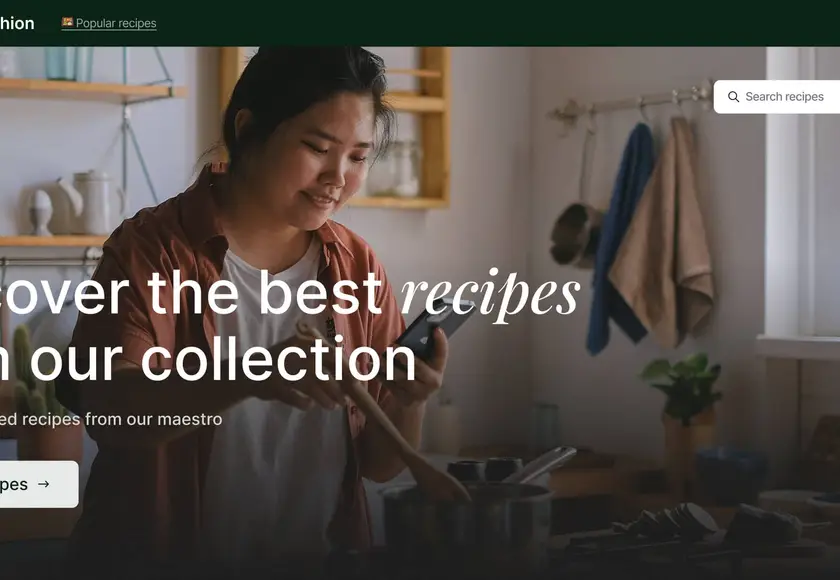 hion
Popular recipes
Search recipes
cover the best recipes
our collection
ed recipes from our maestro
pes →